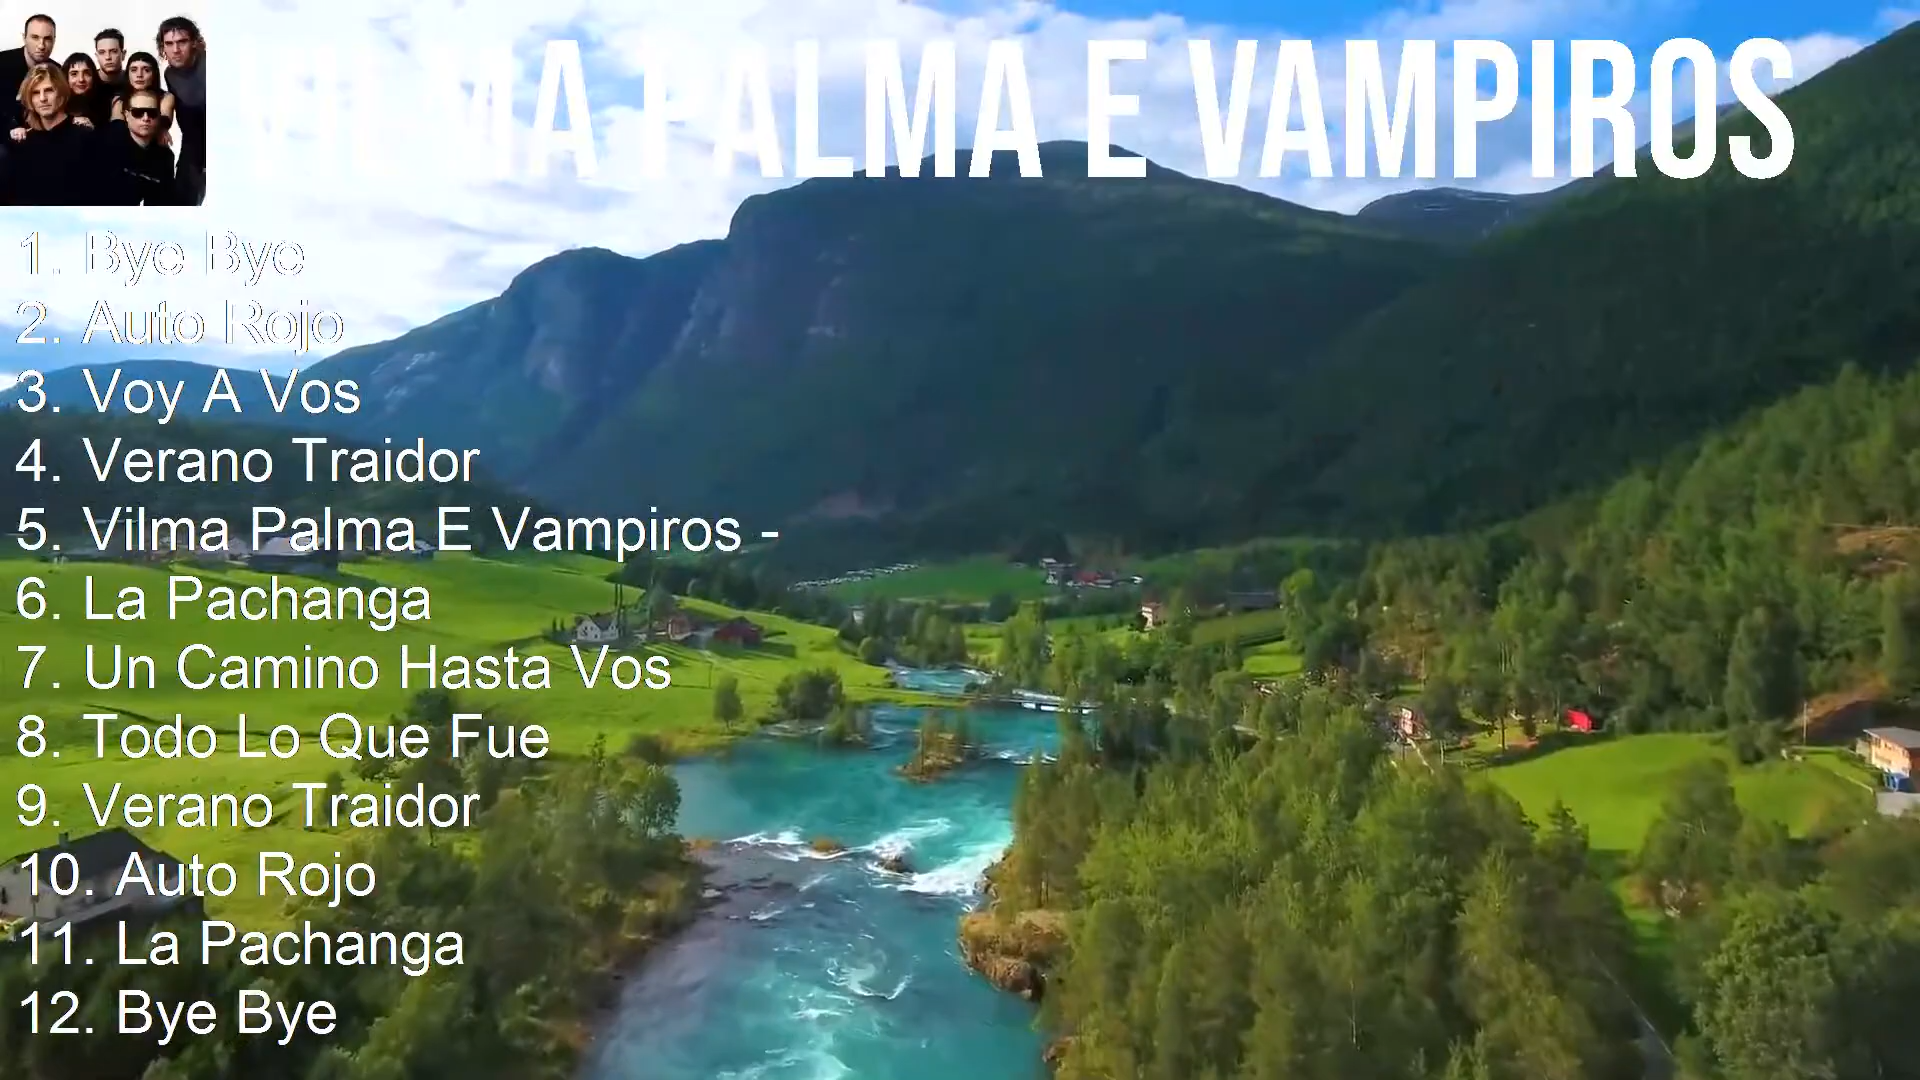 VILMA PALMA E VAMPIROS
1. Bye Bye
2. Auto Rojo
3. Voy A Vos
4. Verano Traidor
5. Vilma Palma E Vampiros -
6. La Pachanga
7. Un Camino Hasta Vos
8. Todo Lo Que Fue
9. Verano Traidor
10. Auto Rojo
11. La Pachanga
12. Bye Bye